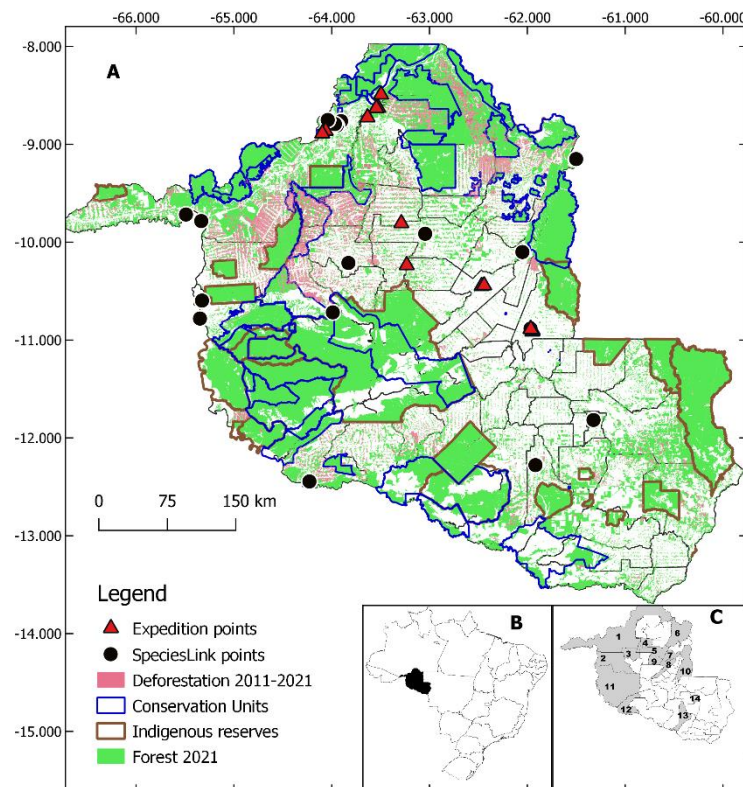 -66.000 -65.000 -64.000 -63.000 -62.000 -61.000 -60.000
-8.000
A
-9.000
-10.000
-11.000
-12.000
0 75 150 km
-13.000
Legend
Expedition points
SpeciesLink points
Deforestation 2011-2021
Conservation Units
Indigenous reserves
Forest 2021
-14.000
-15.000
B
C
1
6
4
2
3
5
7
9
8
10
11
14
12
13